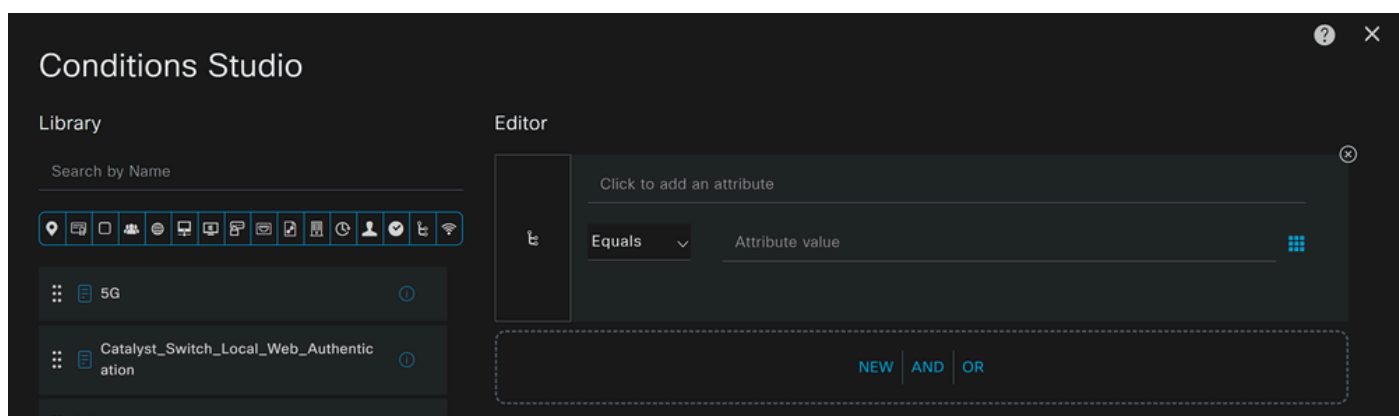 Conditions Studio
Library
Search by Name
5G
Catalyst_Switch_Local_Web_Authentic
ation
Editor
Click to add an attribute
Equals
Attribute value
NEW AND OR